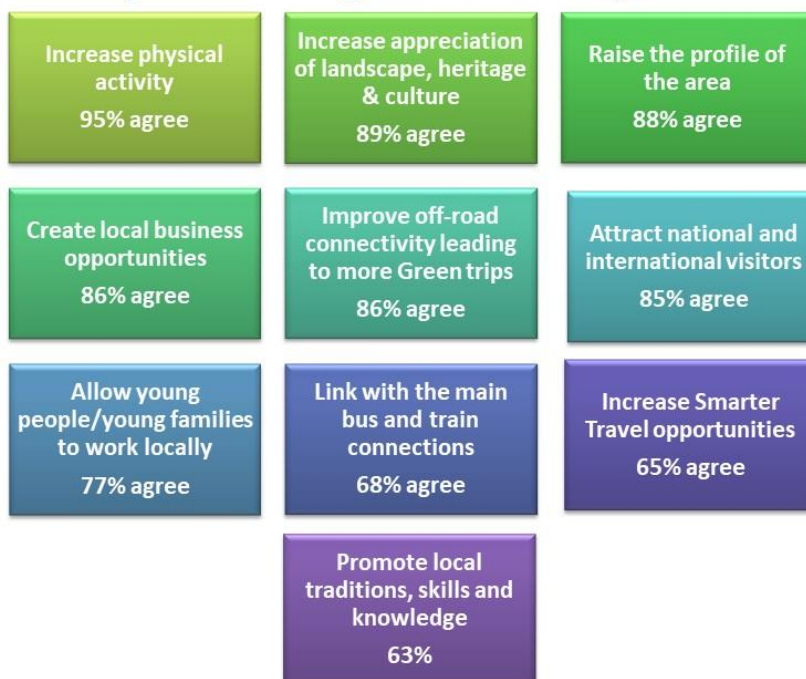 Increase physical
activity
95% agree
Increase appreciation
of landscape, heritage
& culture
89% agree
Raise the profile of
the area
88% agree
Create local business
opportunities
86% agree
Improve off-road
connectivity leading
to more Green trips
86% agree
Attract national and
international visitors
85% agree
Allow young
people/young families
to work locally
77% agree
Link with the main
bus and train
connections
68% agree
Increase Smarter
Travel opportunities
65% agree
Promote local
traditions, skills and
knowledge
63%